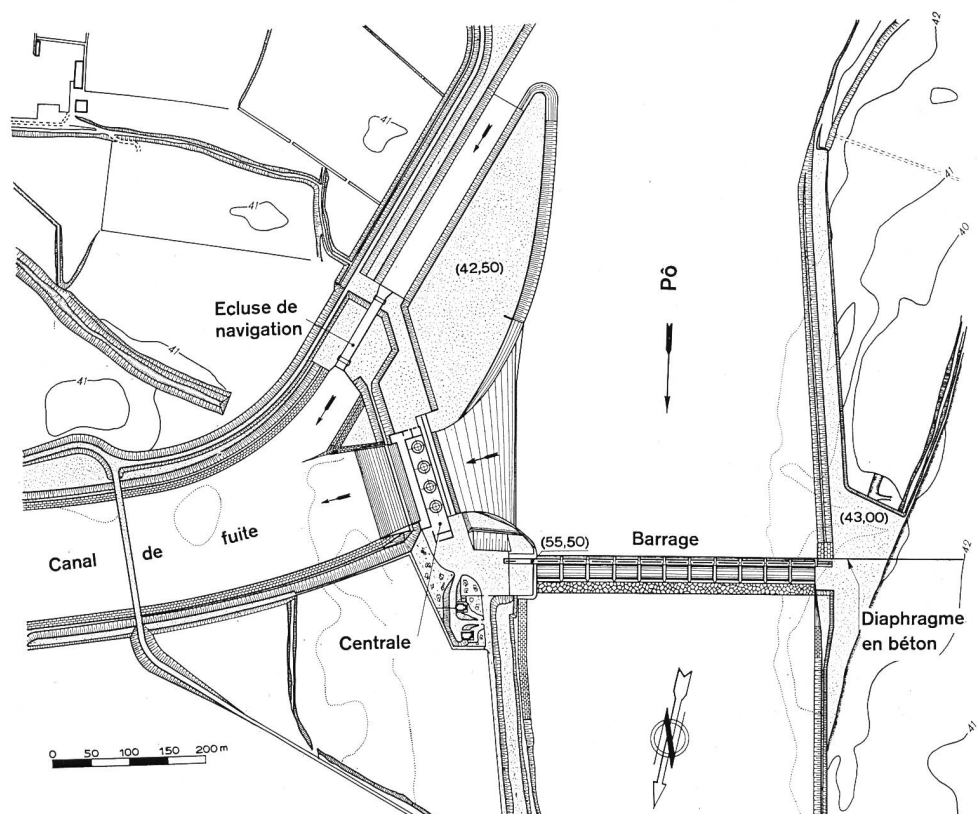 42
41
41
41
40
(42,50)
Pô
Ecluse de
navigation
41
41
(43,00)
(55,50)
Barrage
42
Canal de fuite
Centrale
Diaphragme
en béton
0 50 100 150 200 m
41